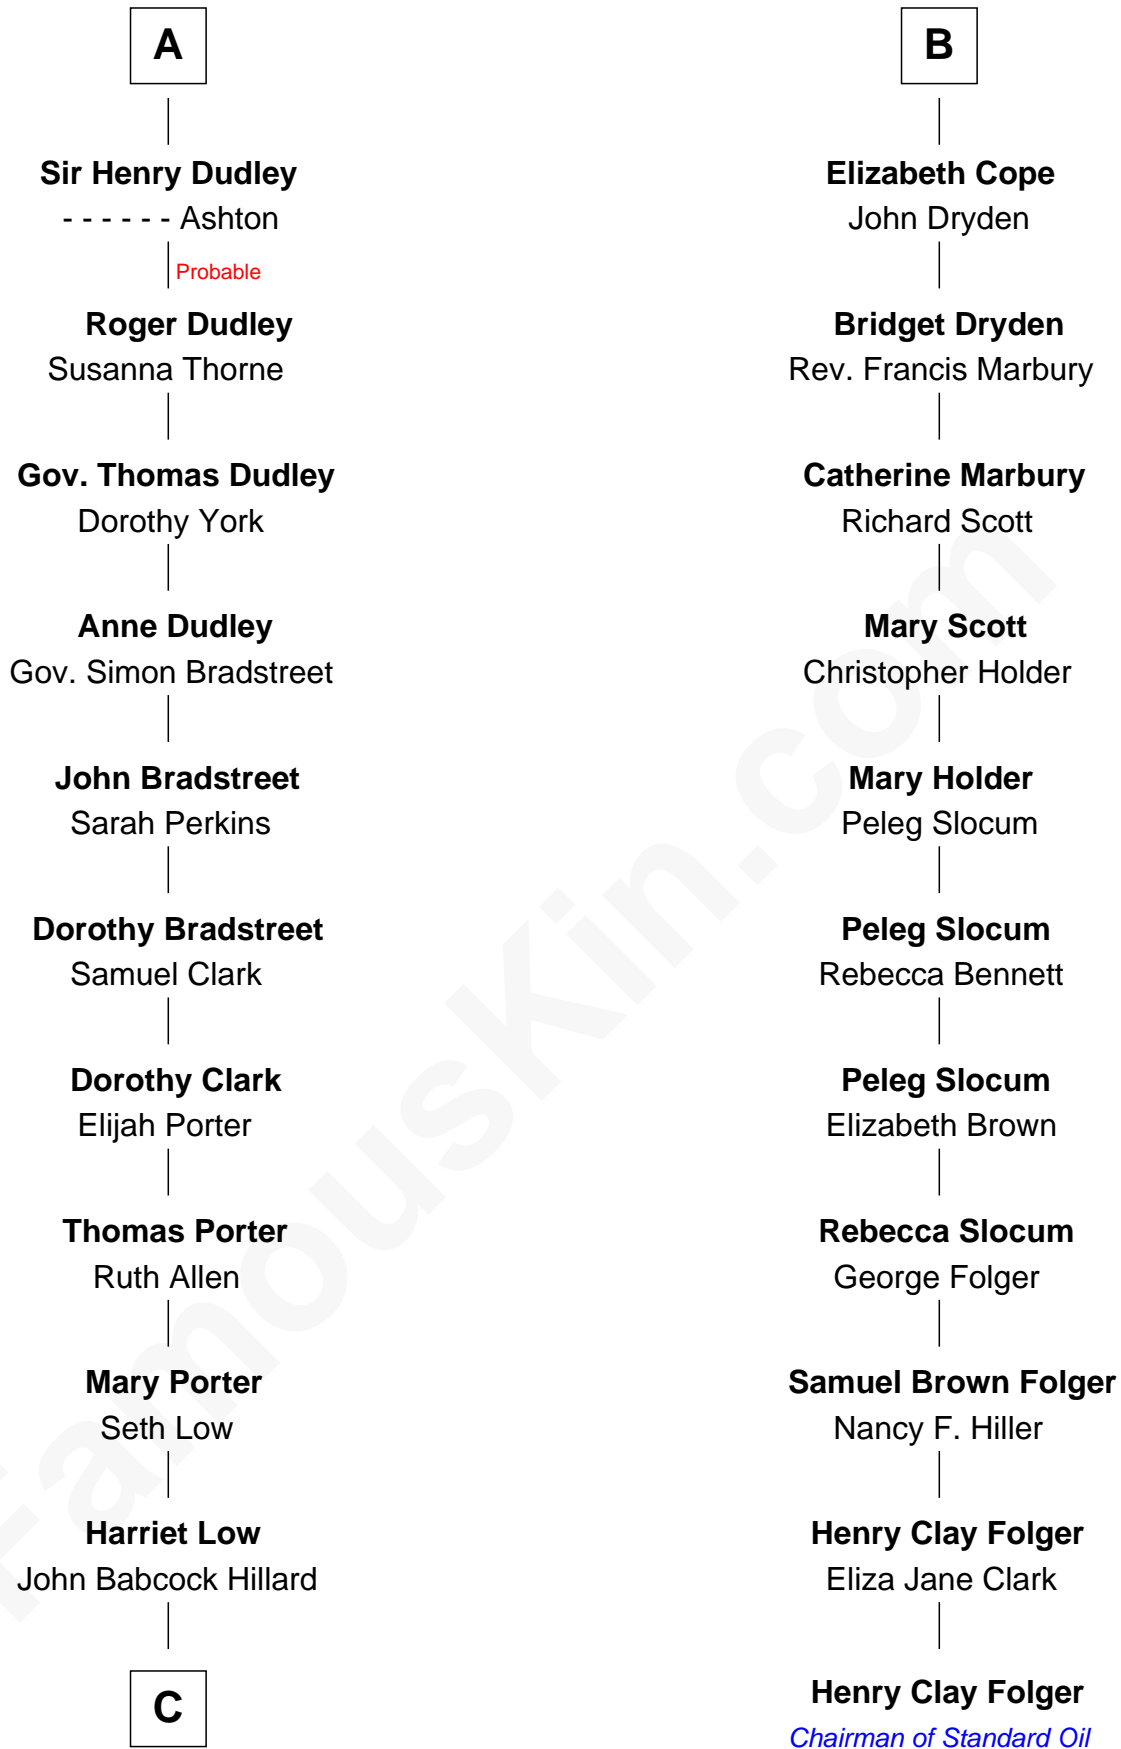 A
Sir Henry Dudley
- - - - - - Ashton
Probable
Roger Dudley
Susanna Thorne
Gov. Thomas Dudley
Dorothy York
Anne Dudley
Gov. Simon Bradstreet
John Bradstreet
Sarah Perkins
Dorothy Bradstreet
Samuel Clark
Dorothy Clark
Elijah Porter
Thomas Porter
Ruth Allen
Mary Porter
Seth Low
Harriet Low
John Babcock Hillard
C
B
Elizabeth Cope
John Dryden
Bridget Dryden
Rev. Francis Marbury
Catherine Marbury
Richard Scott
Mary Scott
Christopher Holder
Mary Holder
Peleg Slocum
Peleg Slocum
Rebecca Bennett
Peleg Slocum
Elizabeth Brown
Rebecca Slocum
George Folger
Samuel Brown Folger
Nancy F. Hiller
Henry Clay Folger
Eliza Jane Clark
Henry Clay Folger
Chairman of Standard Oil
FamousKin.com